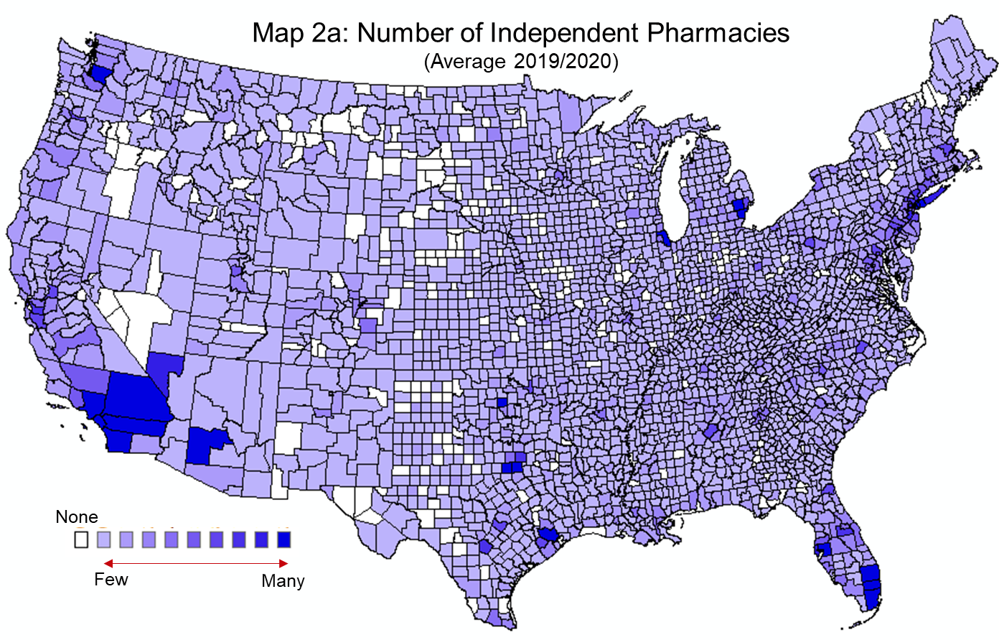 Map 2a: Number of Independent Pharmacies
(Average 2019/2020)
None
Few
Many